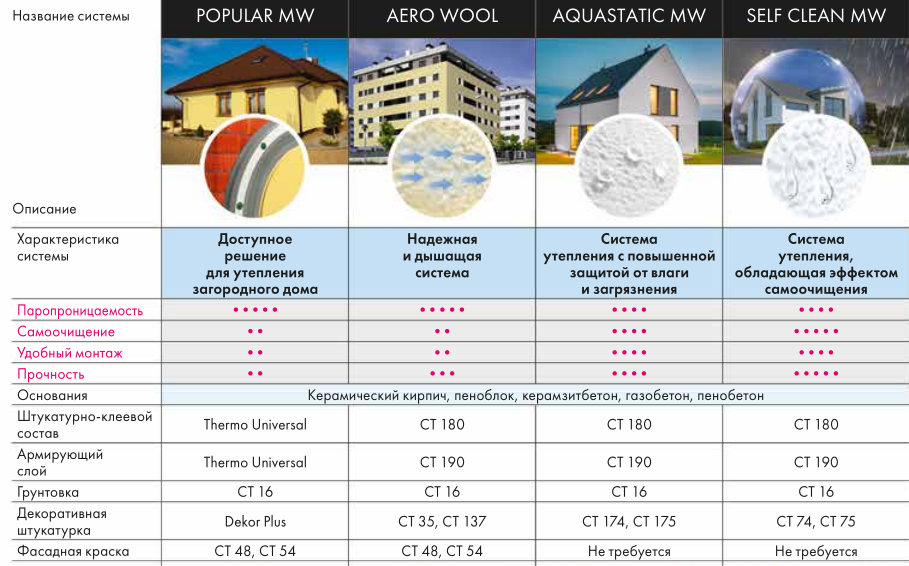 Название системы POPULAR MW AERO WOOL AQUASTATIC MW SELF CLEAN MW
Описание
Характеристика системы
Доступное
решение
для утепления
загородного дома
Надежная
и дышащая
система
Система
утепления с повышенной
защитой от влаги
и загрязнения
Система
утепления,
обладающая эффектом
самоочищения
Паропроницаемость ••••• ••••• •••• ••••
Самоочищение •• •• •••• •••••
Удобный монтаж •• •• •••• ••••
Прочность •• ••• •••• •••••
Основания Керамический кирпич, пеноблок, керамзитбетон, газобетон, пенобетон
Штукатурно-клеевой
состав
Thermo Universal CT 180 CT 180 CT 180
Армирующий
слой
Thermo Universal CT 190 CT 190 CT 190
Грунтовка CT 16 CT 16 CT 16 CT 16
Декоративная
штукатурка
Dekor Plus CT 35, CT 137 CT 174, CT 175 CT 74, CT 75
Фасадная краска CT 48, CT 54 CT 48, CT 54 Не требуется Не требуется